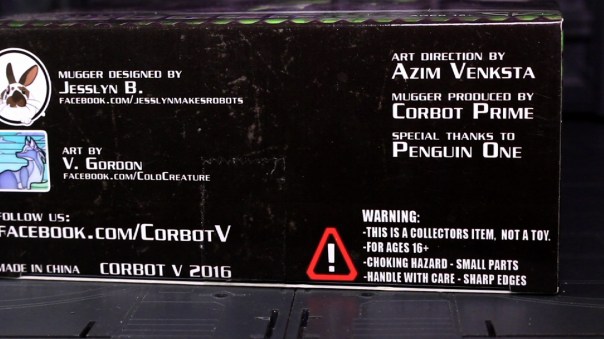 MUGGER DESIGNED BY
JESSLYN B.
FACEBOOK.COM/JESSLYNMAKESROBOTS
ART BY
V. GORDON
FACEBOOK.COM/COLDCREATURE
FOLLOW US:
FACEBOOK.COM/CORBOTV
MADE IN CHINA CORBOT V 2016
ART DIRECTION BY
AZIM VENKSTA
MUGGER PRODUCED BY
CORBOT PRIME
SPECIAL THANKS TO
PENGUIN ONE
WARNING:
-THIS IS A COLLECTORS ITEM, NOT A TOY.
-FOR AGES 16+
-CHOKING HAZARD - SMALL PARTS
-HANDLE WITH CARE - SHARP EDGES